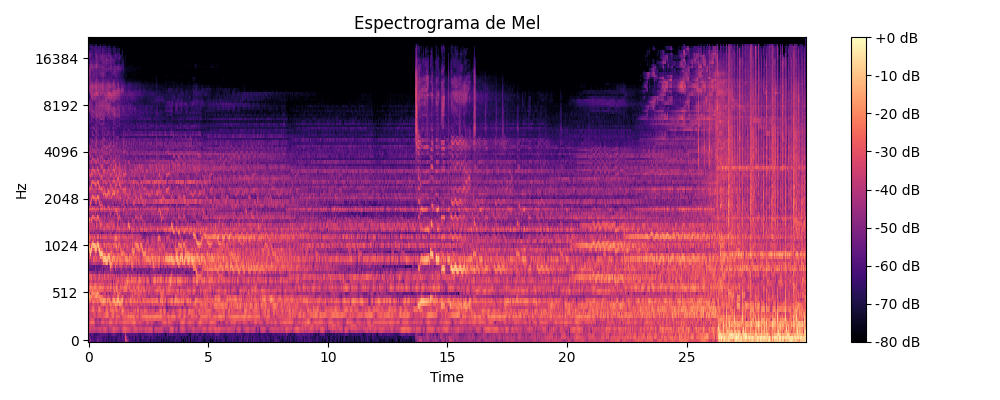 Espectrograma de Mel
Hz
16384
8192
4096
2048
1024
512
0
0 5 10 15 20 25
Time
+0 dB
-10 dB
-20 dB
-30 dB
-40 dB
-50 dB
-60 dB
-70 dB
-80 dB